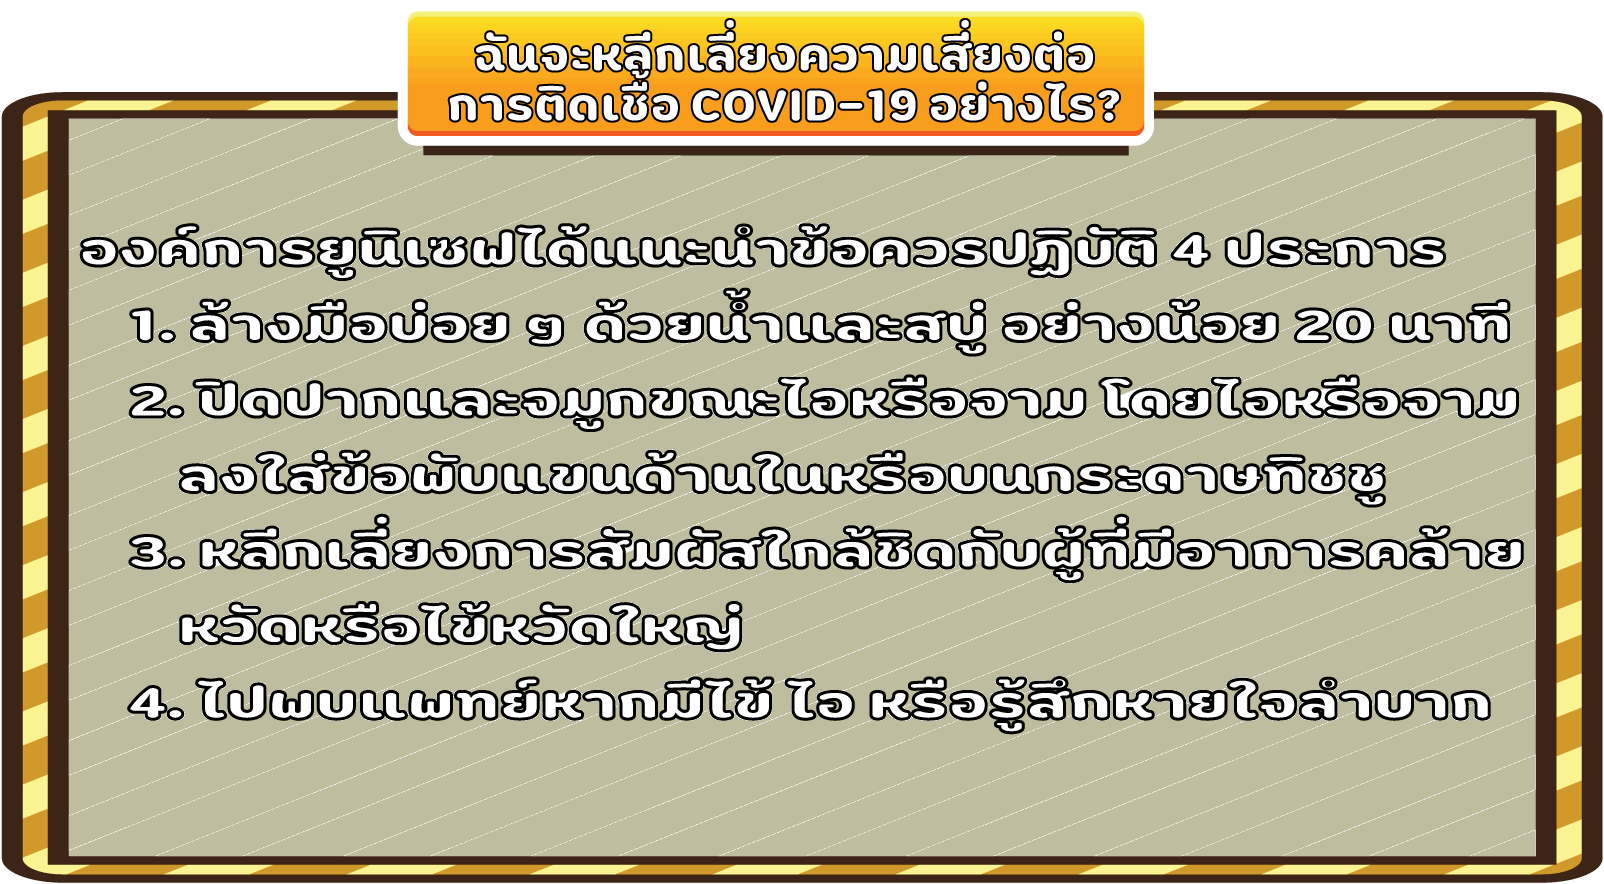 ฉันจะหลีกเลี่ยงความเสี่ยงต่อ
การติดเชื้อ COVID-19 อย่างไร?
องค์การยูนิเซฟได้แนะนำข้อควรปฏิบัติ 4 ประการ
1. ล้างมือบ่อย ๆ ด้วยน้ำและสบู่ อย่างน้อย 20 นาที
2. ปิดปากและจมูกขณะไอหรือจาม โดยไอหรือจาม
ลงใส่ข้อพับแขนด้านในหรือบนกระดาษทิชชู
3. หลีกเลี่ยงการสัมผัสใกล้ชิดกับผู้ที่มีอาการคล้าย
หวัดหรือไข้หวัดใหญ่
4. ไปพบแพทย์หากมีไข้ ไอ หรือรู้สึกหายใจลำบาก